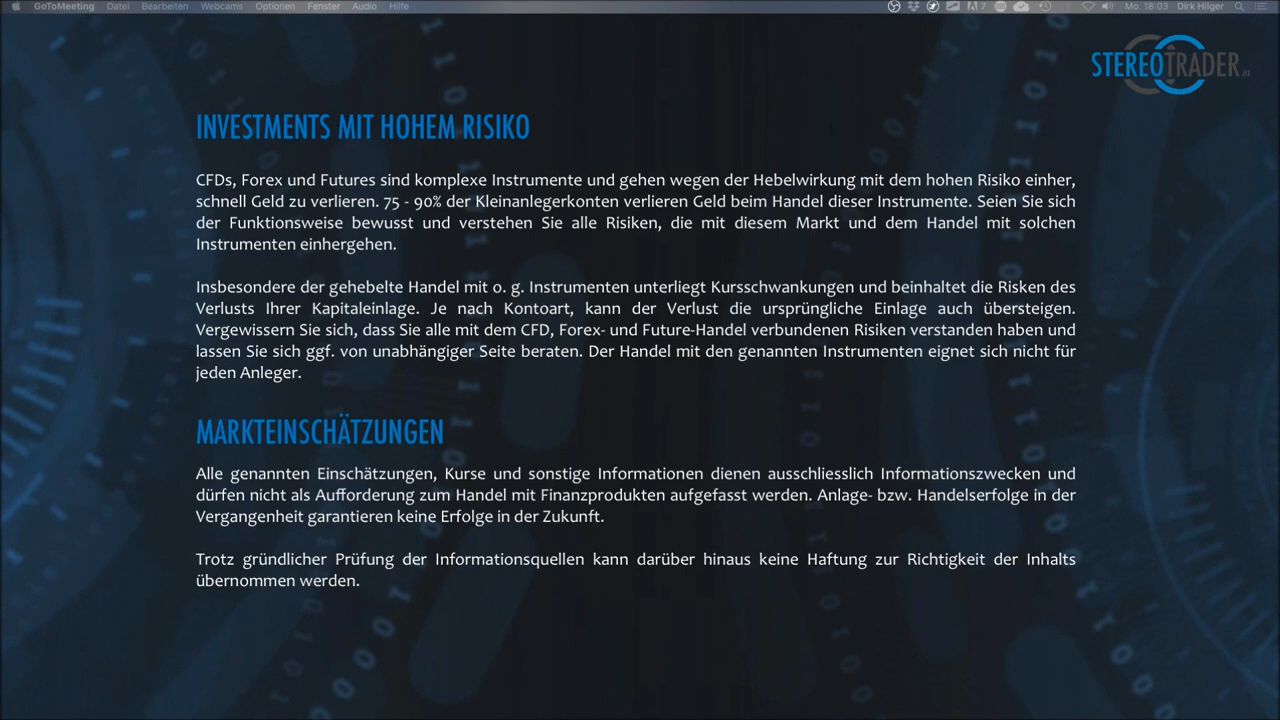 GoToMeeting Datei Bearbeiten Webcams Optionen Fenster Audio Hilfe 7 Mo. 18:03 Dirk Hilger
STEREOTRADER
INVESTMENTS MIT HOHEM RISIKO
CFDs, Forex und Futures sind komplexe Instrumente und gehen wegen der Hebelwirkung mit dem hohen Risiko einher,
schnell Geld zu verlieren. 75 - 90% der Kleinanlegerkonten verlieren Geld beim Handel dieser Instrumente. Seien Sie sich
der Funktionsweise bewusst und verstehen Sie alle Risiken, die mit diesem Markt und dem Handel mit solchen
Instrumenten einhergehen.
Insbesondere der gehebelte Handel mit o. g. Instrumenten unterliegt Kursschwankungen und beinhaltet die Risiken des
Verlusts Ihrer Kapitaleinlage. Je nach Kontoart, kann der Verlust die ursprüngliche Einlage auch übersteigen.
Vergewissern Sie sich, dass Sie alle mit dem CFD, Forex- und Future-Handel verbundenen Risiken verstanden haben und
lassen Sie sich ggf. von unabhängiger Seite beraten. Der Handel mit den genannten Instrumenten eignet sich nicht für
jeden Anleger.
MARKTEINSCHÄTZUNGEN
Alle genannten Einschätzungen, Kurse und sonstige Informationen dienen ausschliesslich Informationszwecken und
dürfen nicht als Aufforderung zum Handel mit Finanzprodukten aufgefasst werden. Anlage- bzw. Handelserfolge in der
Vergangenheit garantieren keine Erfolge in der Zukunft.
Trotz gründlicher Prüfung der Informationsquellen kann darüber hinaus keine Haftung zur Richtigkeit der Inhalts
übernommen werden.